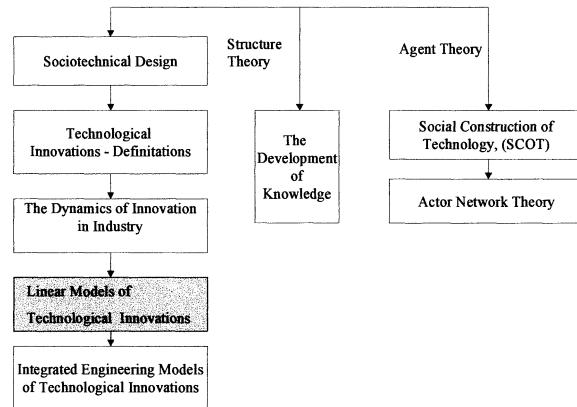 Sociotechnical Design
Structure
Theory
Agent Theory
Technological
Innovations - Definitations
The
Development
of
Knowledge
Social Construction of
Technology, (SCOT)
The Dynamics of Innovation
in Industry
Actor Network Theory
Linear Models of
Technological Innovations
Integrated Engineering Models
of Technological Innovations